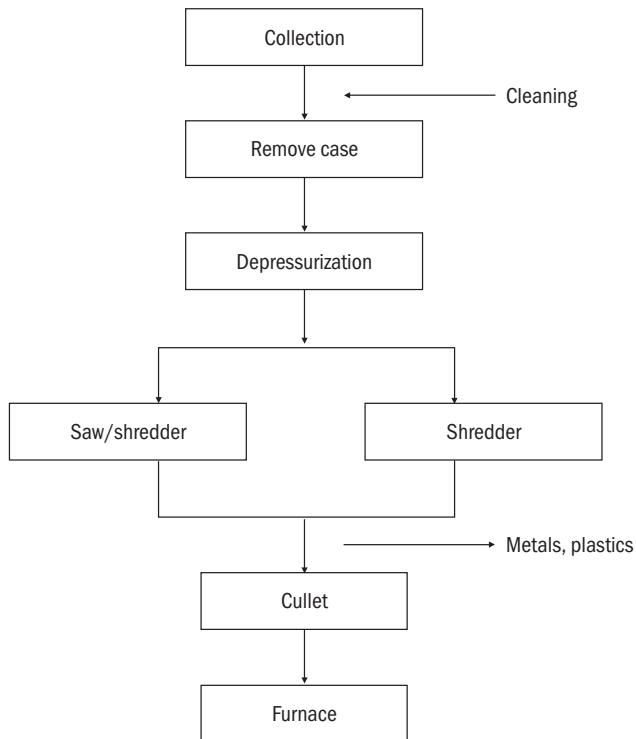 Collection
Cleaning
Remove case
Depressurization
Saw/shredder
Shredder
Metals, plastics
Cullet
Furnace